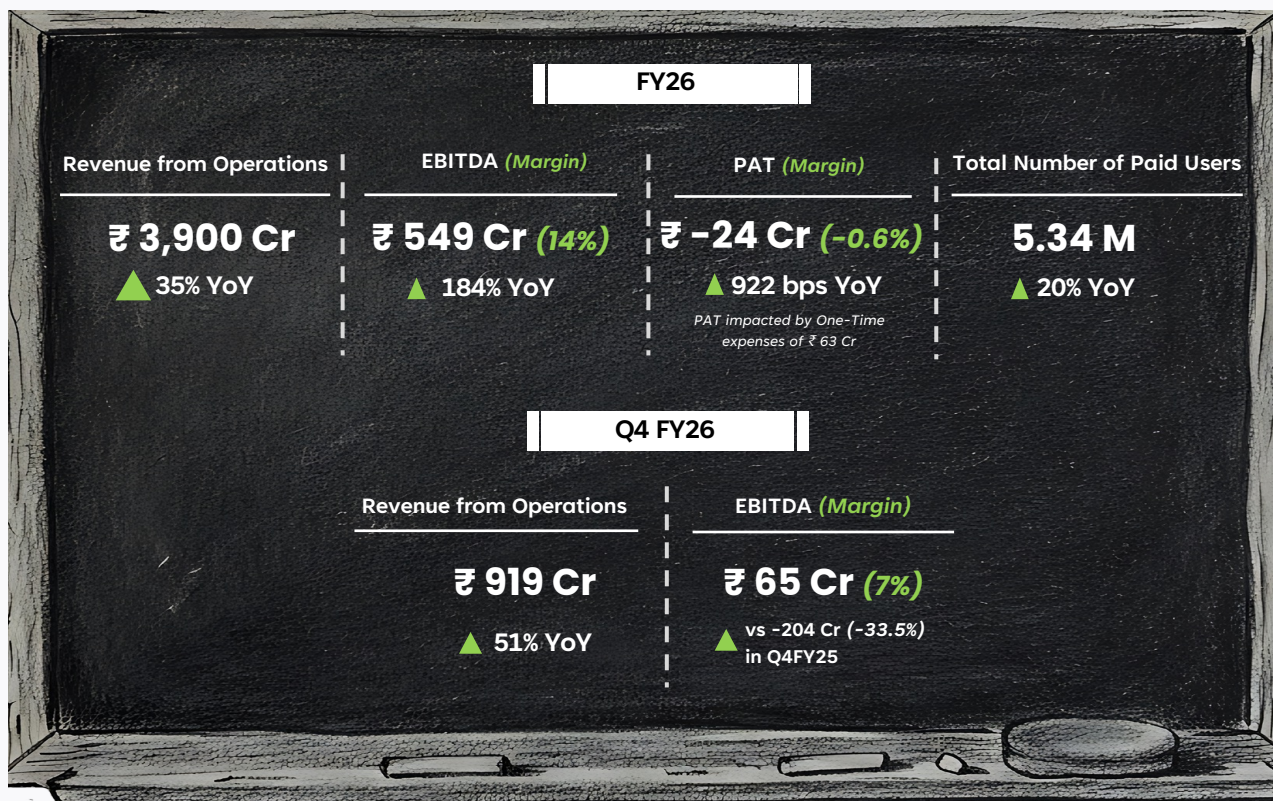 FY26
Revenue from Operations
₹ 3,900 Cr
35% YoY
EBITDA (Margin)
₹ 549 Cr (14%)
184% YoY
PAT (Margin)
₹ -24 Cr (-0.6%)
922 bps YoY
PAT impacted by One-Time
expenses of ₹ 63 Cr
Total Number of Paid Users
5.34 M
20% YoY
Q4 FY26
Revenue from Operations
₹ 919 Cr
51% YoY
EBITDA (Margin)
₹ 65 Cr (7%)
vs -204 Cr (-33.5%)
in Q4FY25